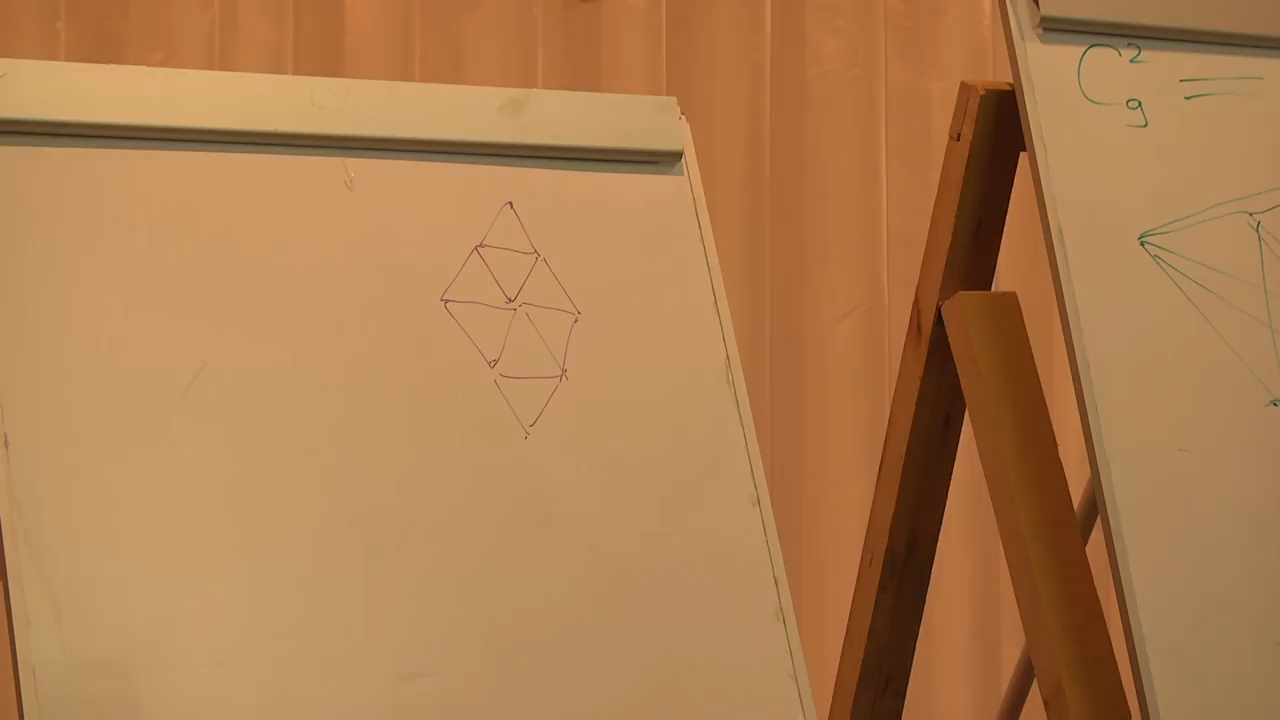 C₉² =